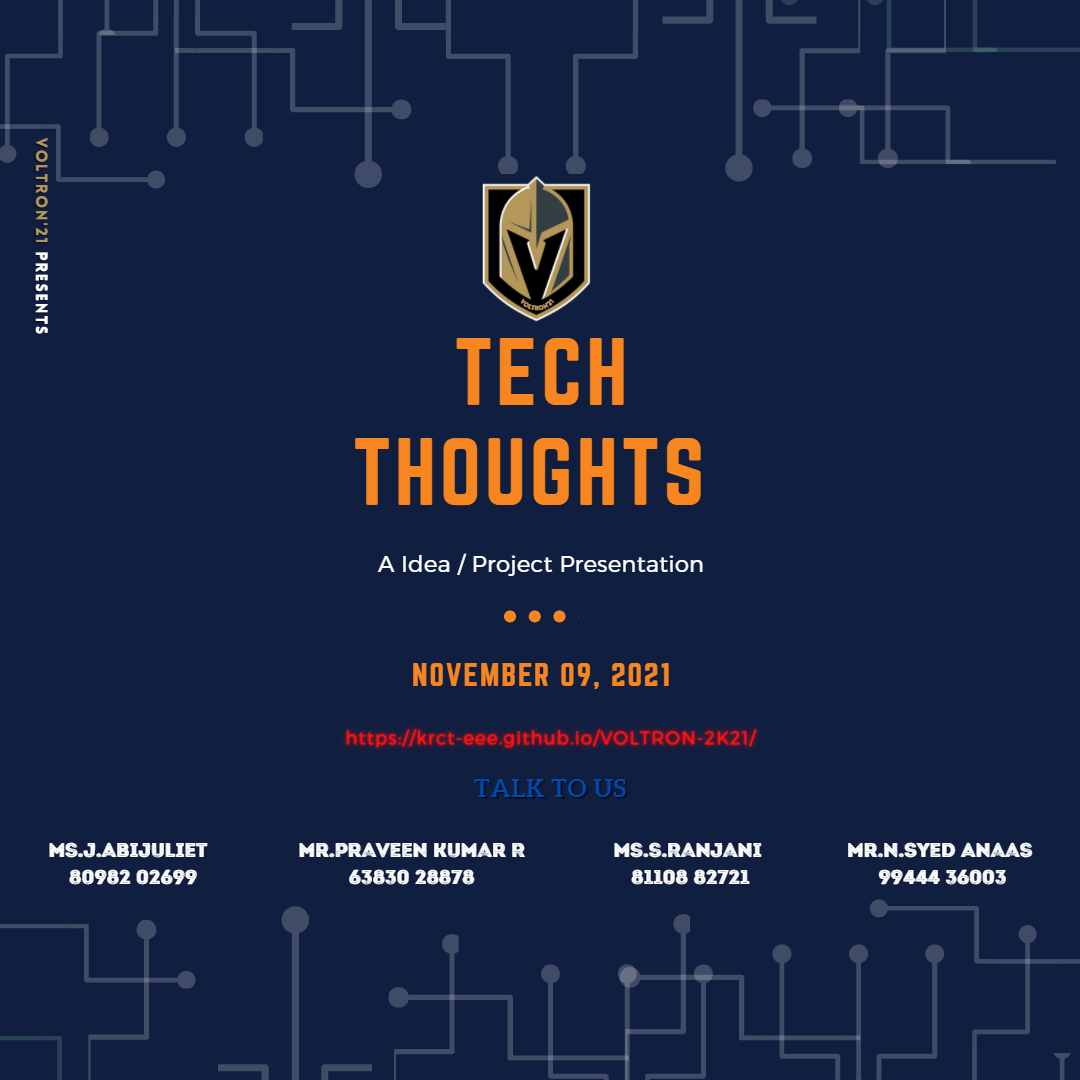 VOLTRON'21 PRESENTS
VOLTRON'21
TECH
THOUGHTS
A Idea / Project Presentation
NOVEMBER 09, 2021
https://krct-eee.github.io/VOLTRON-2K21/
TALK TO US
MS.J.ABIJULIET
80982 02699
MR.PRAVEEN KUMAR R
63830 28878
MS.S.RANJANI
81108 82721
MR.N.SYED ANAAS
99444 36003